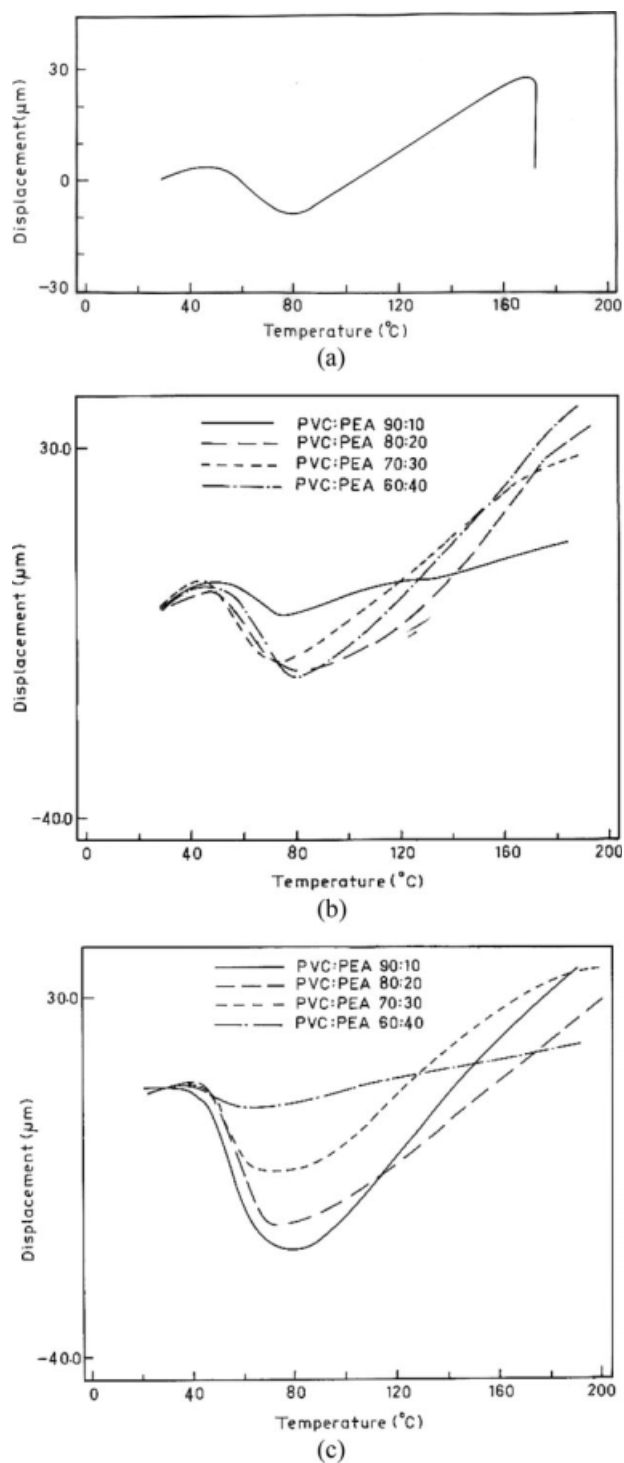 30
0
-30
Displacement(μm)
0 40 80 120 160 200
Temperature (°C)
(a)
PVC:PEA 90:10
PVC:PEA 80:20
PVC:PEA 70:30
PVC:PEA 60:40
30.0
-40.0
Displacement (μm)
0 40 80 120 160 200
Temperature (°C)
(b)
PVC:PEA 90:10
PVC:PEA 80:20
PVC:PEA 70:30
PVC:PEA 60:40
30.0
-40.0
Displacement (μm)
0 40 80 120 160 200
Temperature (°C)
(c)